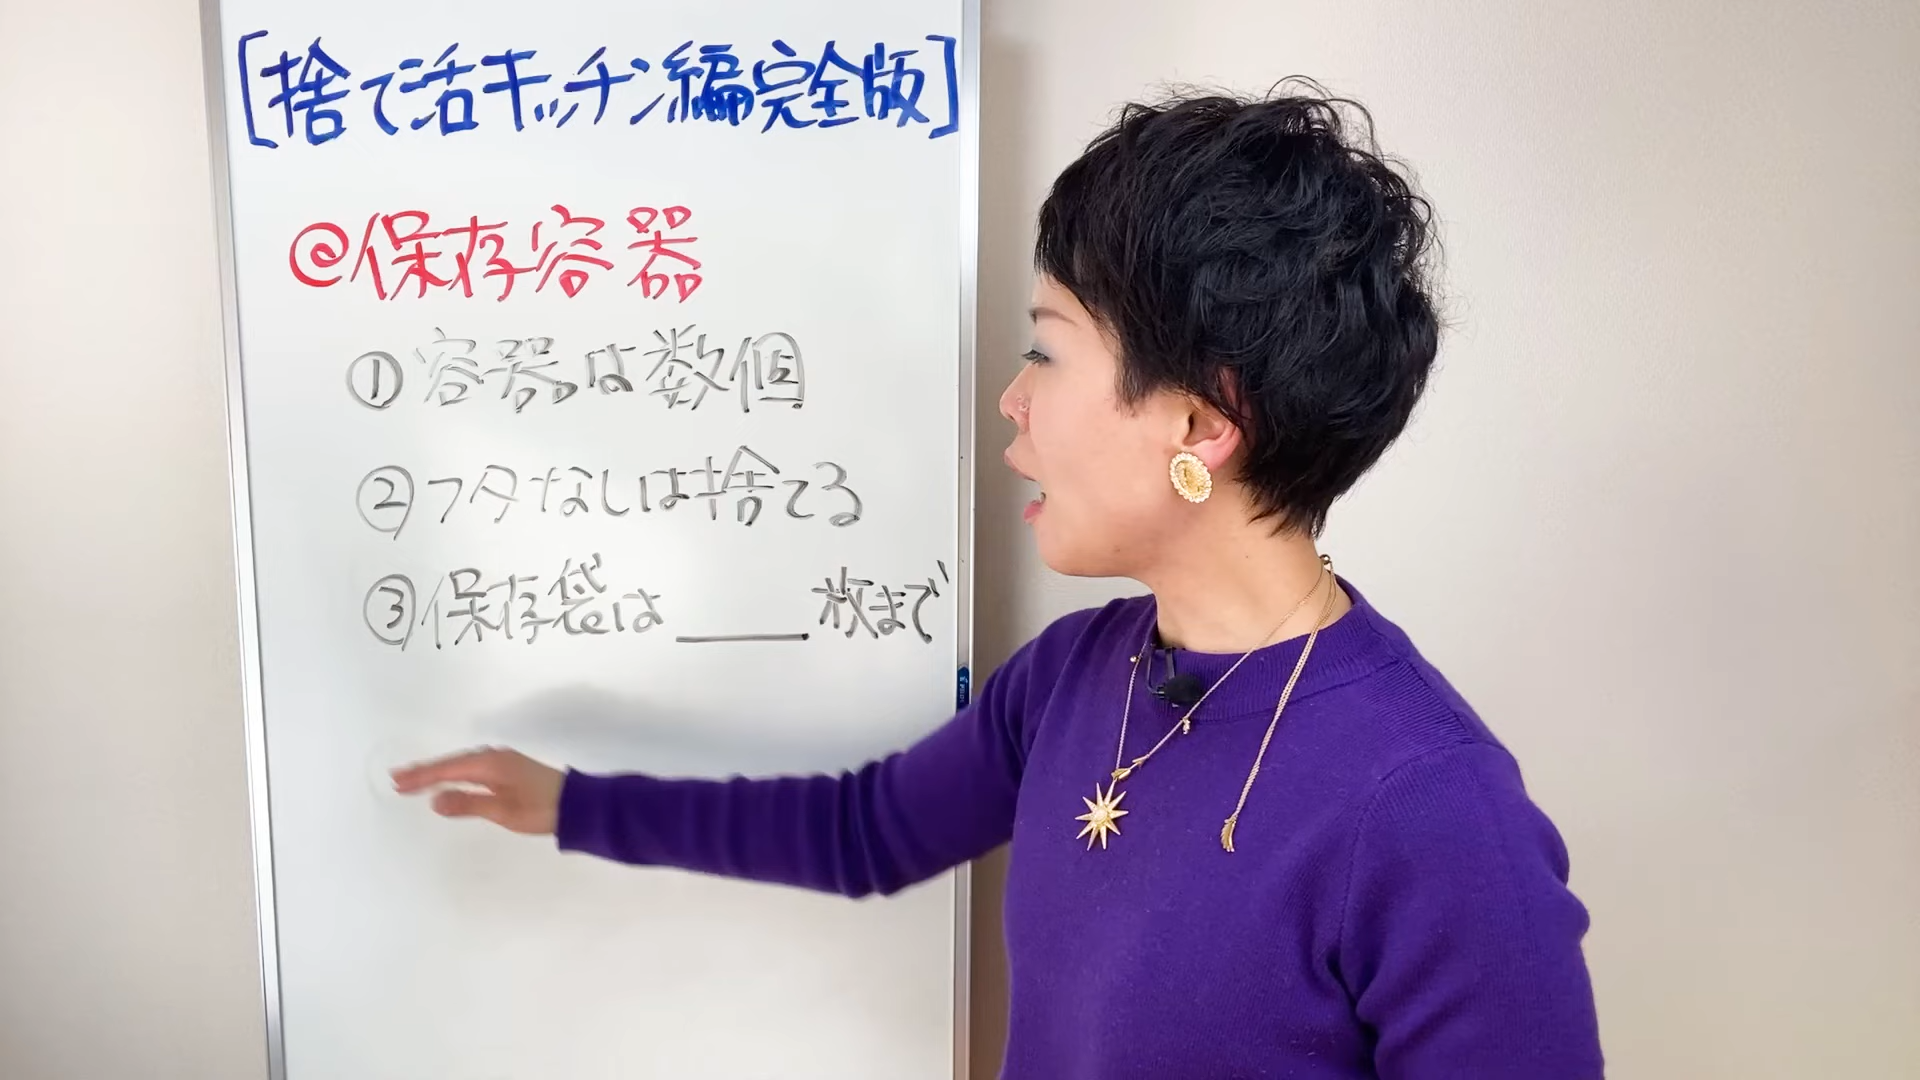 [捨て活キッチン編完全版]
@保存容器
①容器は数個
②フタなしは捨てる
③保存袋は____枚まで